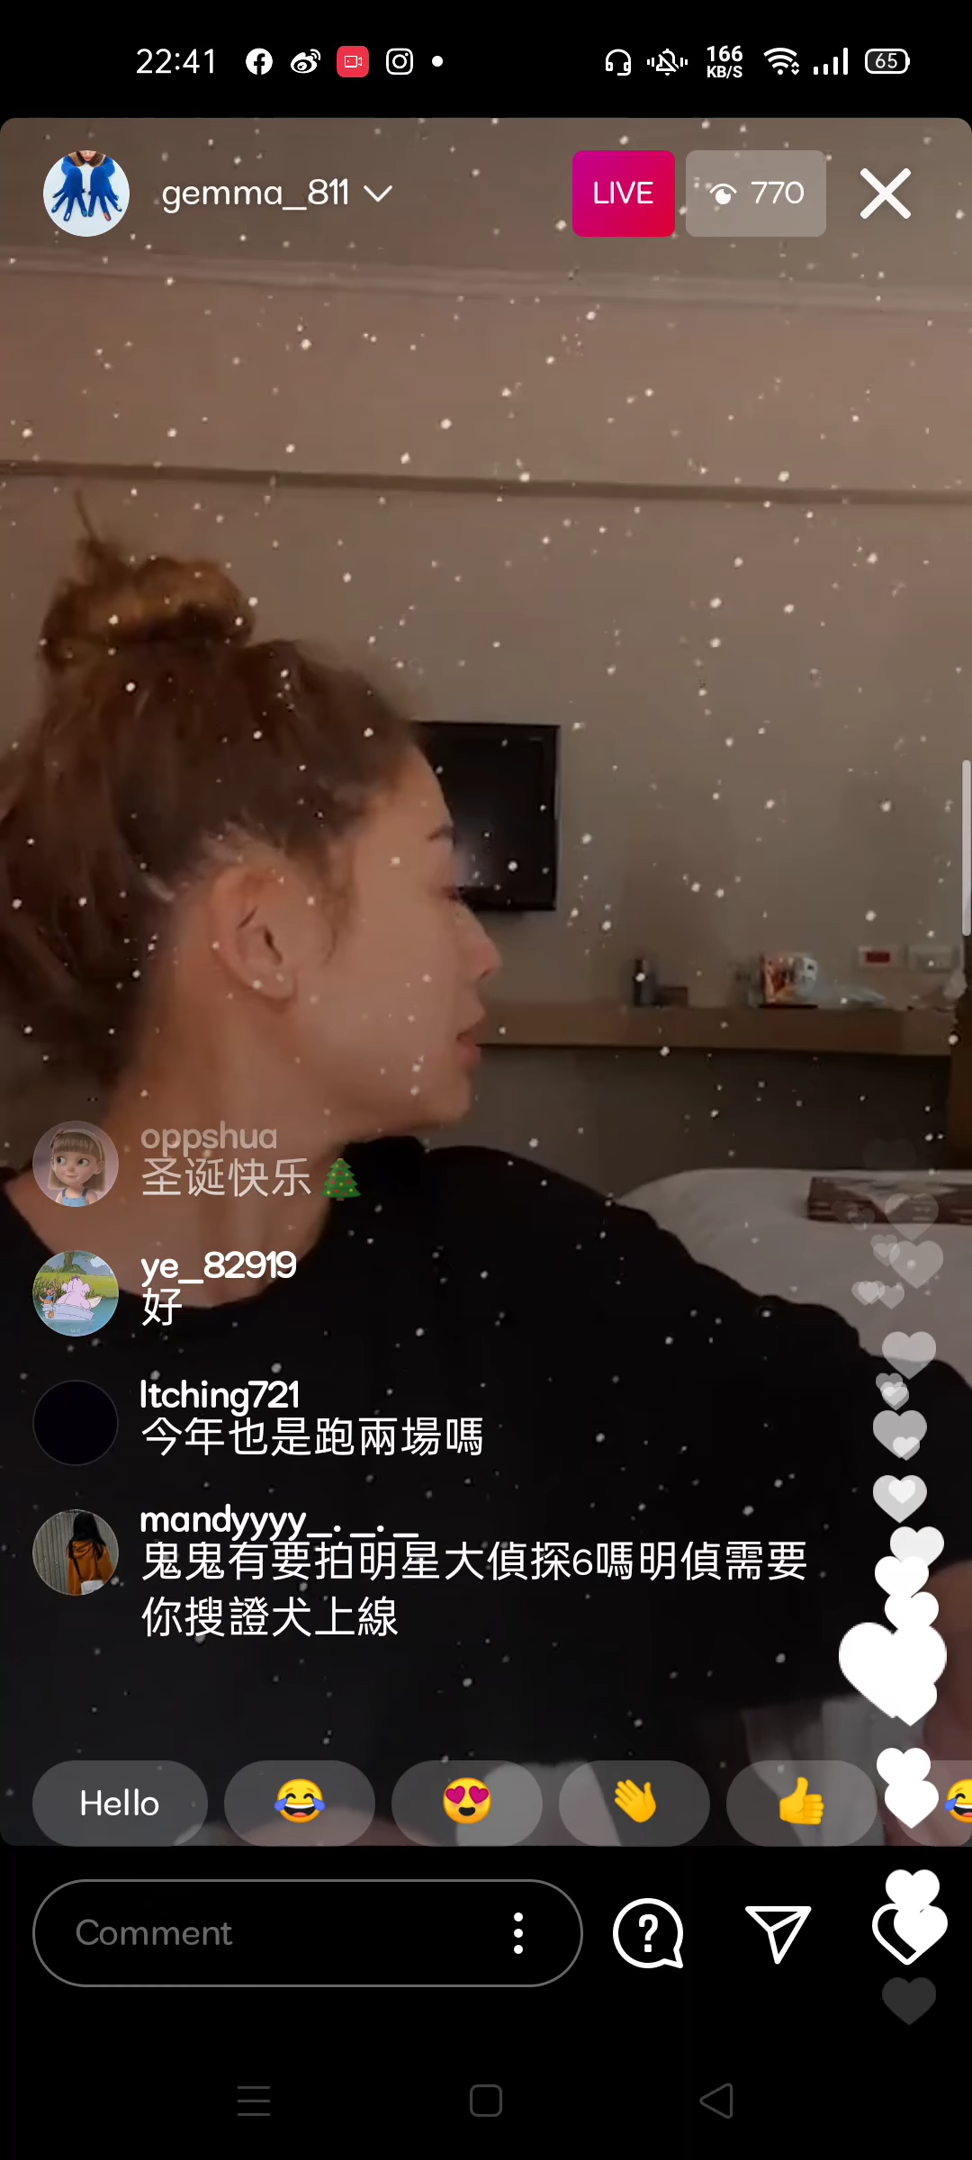 22:41
166
KB/S
65
gemma_811
LIVE
770
oppshua
圣诞快乐🎄
ye_82919
好
ltching721
今年也是跑兩場嗎
mandyyyy_._._
鬼鬼有要拍明星大偵探6嗎明偵需要
你搜證犬上線
Hello
Comment